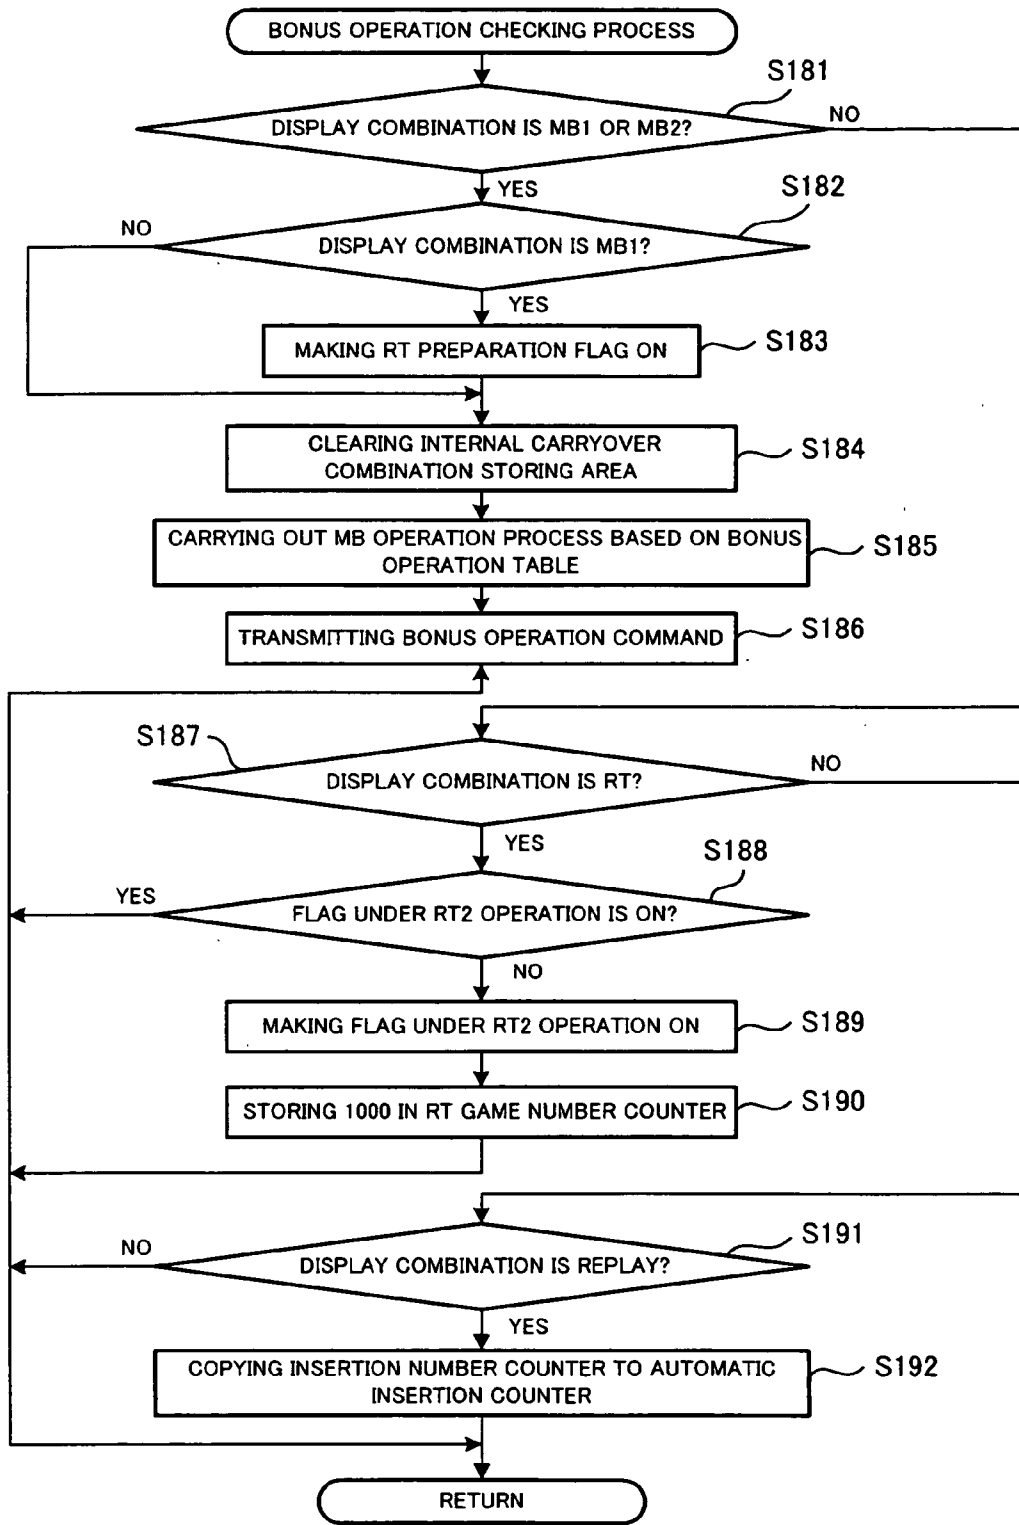 BONUS OPERATION CHECKING PROCESS
S181
DISPLAY COMBINATION IS MB1 OR MB2?
NO
YES
S182
NO
DISPLAY COMBINATION IS MB1?
YES
MAKING RT PREPARATION FLAG ON
S183
CLEARING INTERNAL CARRYOVER
COMBINATION STORING AREA
S184
CARRYING OUT MB OPERATION PROCESS BASED ON BONUS
OPERATION TABLE
S185
TRANSMITTING BONUS OPERATION COMMAND
S186
S187
DISPLAY COMBINATION IS RT?
NO
YES
S188
YES
FLAG UNDER RT2 OPERATION IS ON?
NO
MAKING FLAG UNDER RT2 OPERATION ON
S189
STORING 1000 IN RT GAME NUMBER COUNTER
S190
S191
NO
DISPLAY COMBINATION IS REPLAY?
YES
COPYING INSERTION NUMBER COUNTER TO AUTOMATIC
INSERTION COUNTER
S192
RETURN